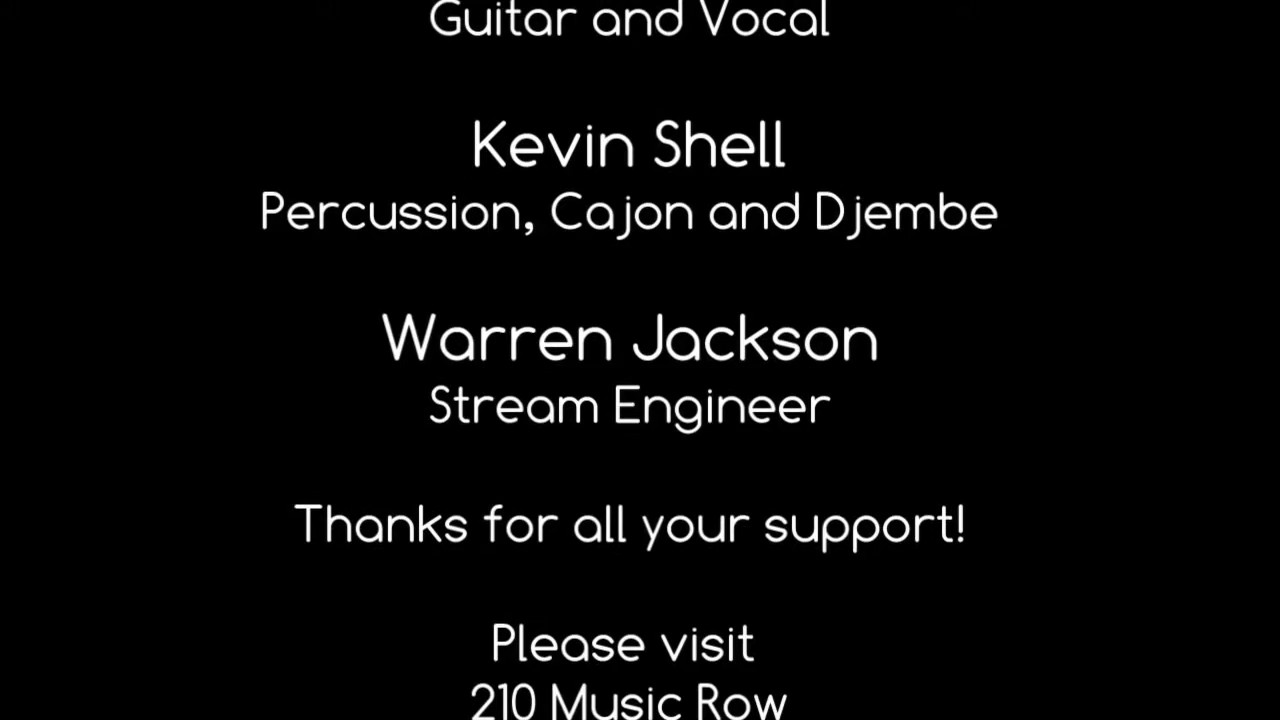 Guitar and Vocal
Kevin Shell
Percussion, Cajon and Djembe
Warren Jackson
Stream Engineer
Thanks for all your support!
Please visit
210 Music Row